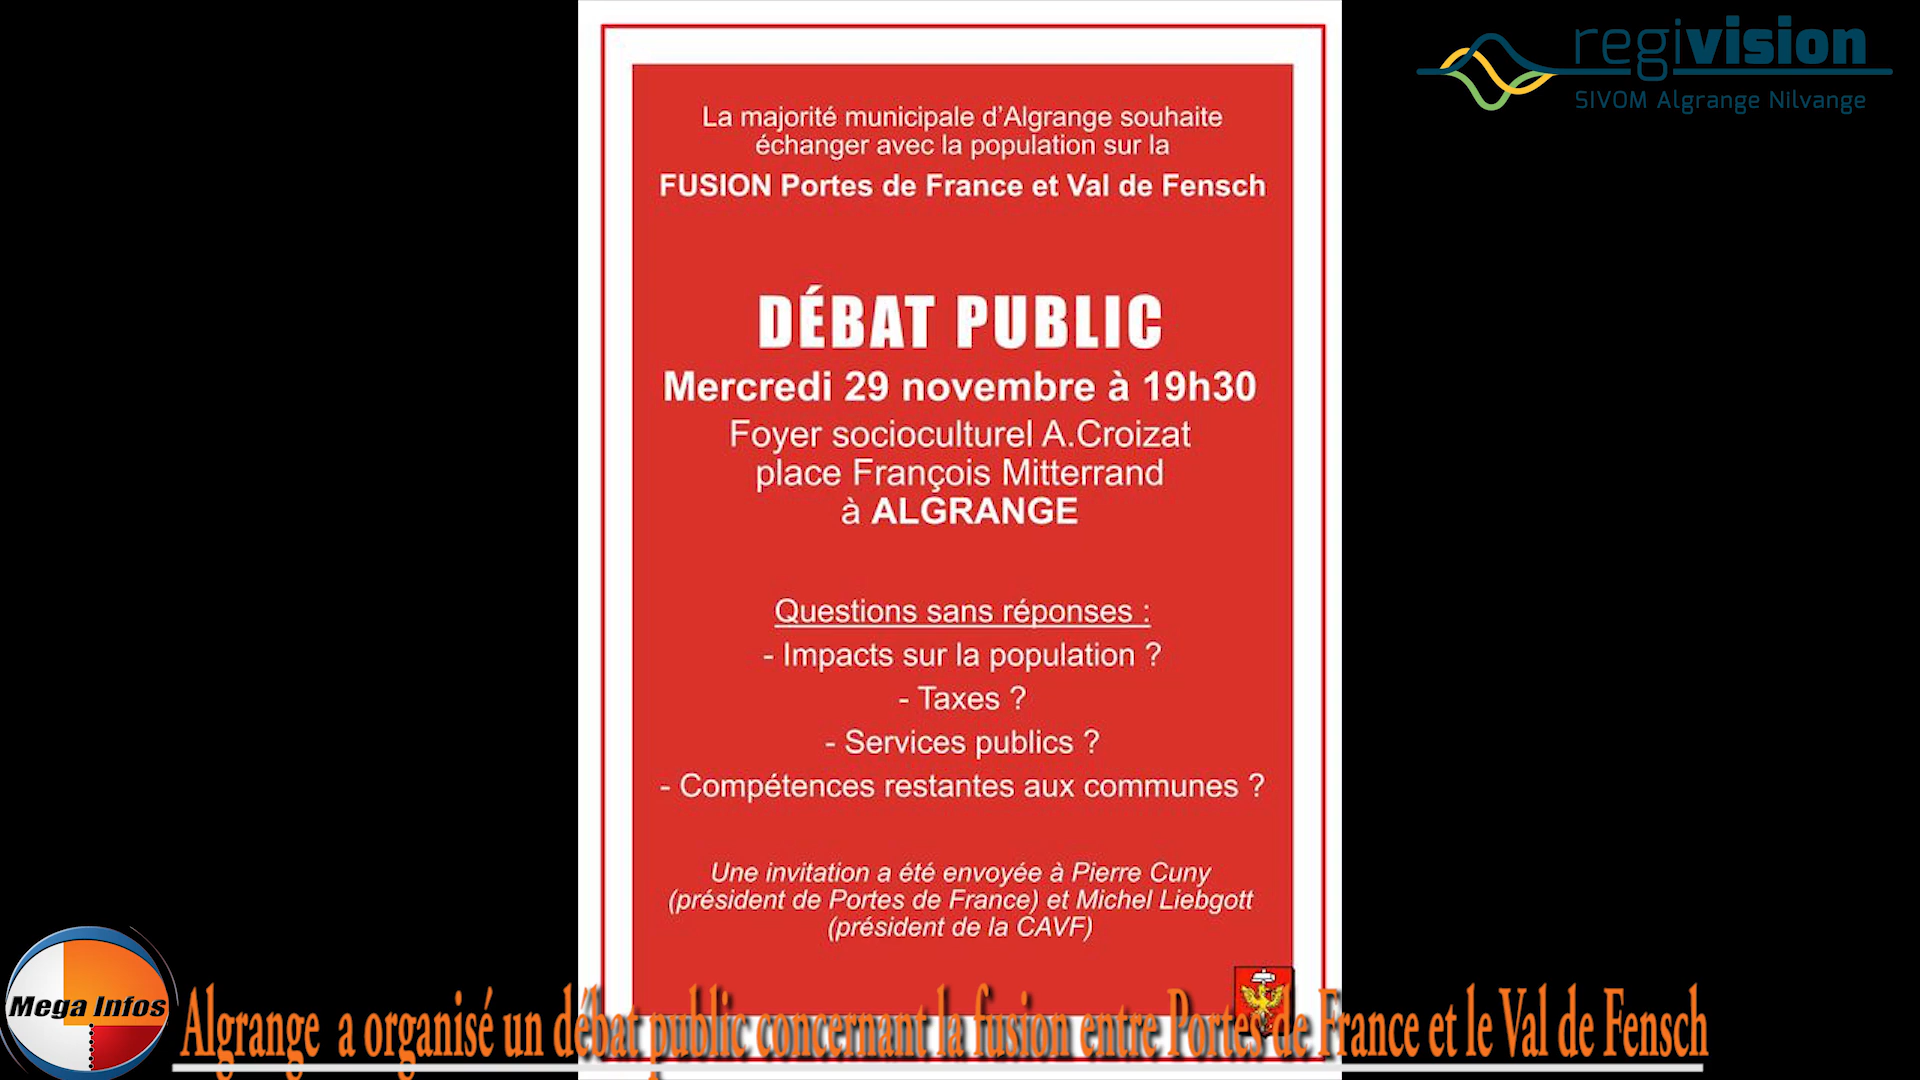 regivision
SIVOM Algrange Nilvange
La majorité municipale d'Algrange souhaite
échanger avec la population sur la
FUSION Portes de France et Val de Fensch
DÉBAT PUBLIC
Mercredi 29 novembre à 19h30
Foyer socioculturel A.Croizat
place François Mitterrand
à ALGRANGE
Questions sans réponses :
- Impacts sur la population ?
- Taxes ?
- Services publics ?
- Compétences restantes aux communes ?
Une invitation a été envoyée à Pierre Cuny
(président de Portes de France) et Michel Liebgott
(président de la CAVF)
Mega Infos
Algrange a organisé un débat public concernant la fusion entre Portes de France et le Val de Fensch